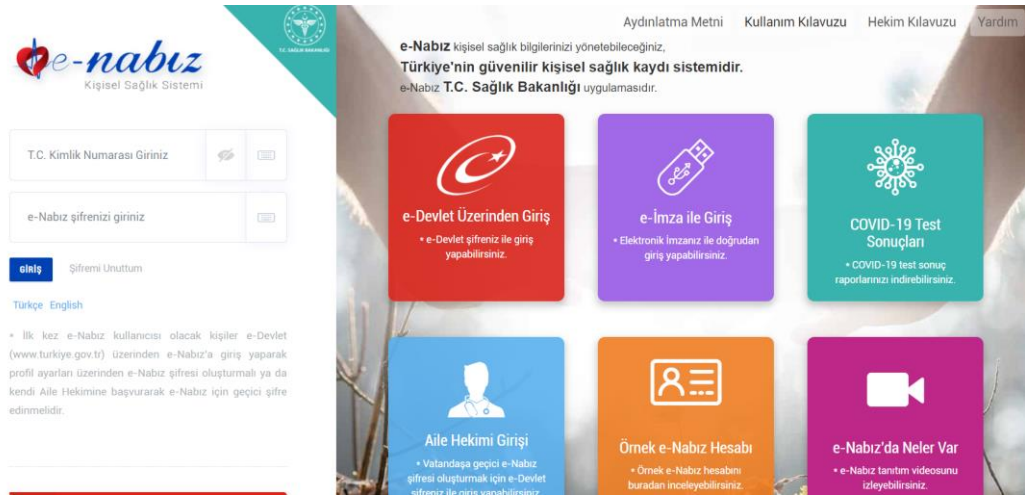 e-nabız
Kişisel Sağlık Sistemi
T.C. SAĞLIK BAKANLIĞI
T.C. Kimlik Numarası Giriniz
e-Nabız şifrenizi giriniz
GİRİŞ
Şifremi Unuttum
Türkçe English
• İlk kez e-Nabız kullanıcısı olacak kişiler e-Devlet
(www.turkiye.gov.tr) üzerinden e-Nabız'a giriş yaparak
profil ayarları üzerinden e-Nabız şifresi oluşturmalı ya da
kendi Aile Hekimine başvurarak e-Nabız için geçici şifre
edinmelidir.
Aydınlatma Metni Kullanım Kılavuzu Hekim Kılavuzu Yardım
e-Nabız kişisel sağlık bilgilerinizi yönetebileceğiniz,
Türkiye'nin güvenilir kişisel sağlık kaydı sistemidir.
e-Nabız T.C. Sağlık Bakanlığı uygulamasıdır.
e-Devlet Üzerinden Giriş
• e-Devlet şifreniz ile giriş
yapabilirsiniz.
e-İmza ile Giriş
• Elektronik İmzanız ile doğrudan
giriş yapabilirsiniz.
COVID-19 Test
Sonuçları
• COVID-19 test sonuç
raporlarınızı indirebilirsiniz.
Aile Hekimi Girişi
• Vatandaşa geçici e-Nabız
şifresi oluşturmak için e-Devlet
şifreniz ile giriş yapabilirsiniz.
Örnek e-Nabız Hesabı
• Örnek e-Nabız hesabını
buradan inceleyebilirsiniz.
e-Nabız'da Neler Var
• e-Nabız tanıtım videosunu
izleyebilirsiniz.